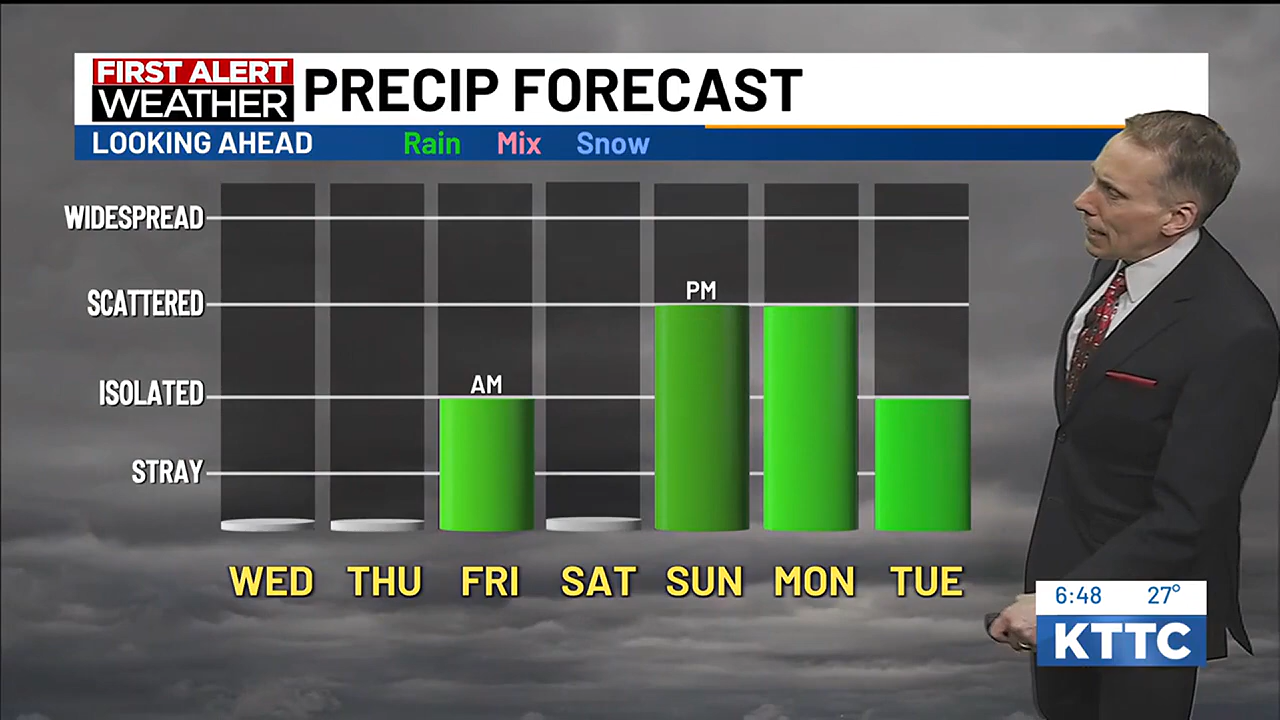 FIRST ALERT
WEATHER
PRECIP FORECAST
LOOKING AHEAD Rain Mix Snow
WIDESPREAD
SCATTERED
ISOLATED
STRAY
PM
AM
WED THU FRI SAT SUN MON TUE
6:48 27°
KTTC